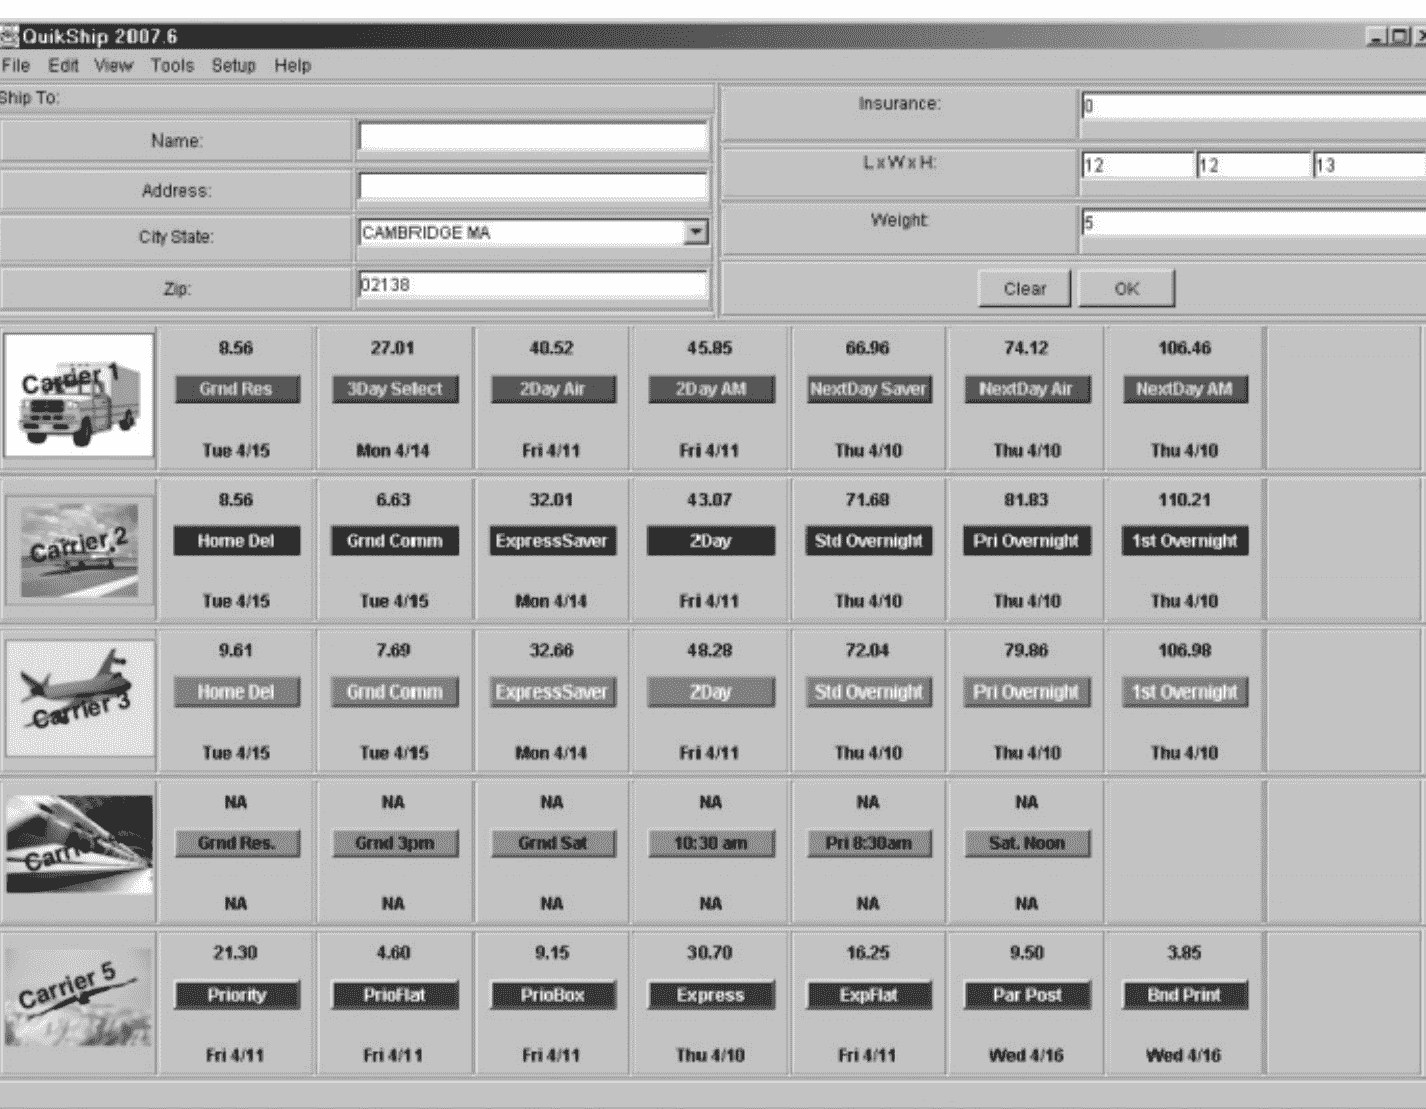 QuikShip 2007.6
File Edit View Tools Setup Help
Ship To:
Name:
Address:
City State: CAMBRIDGE MA
Zip: 02138
Insurance: 0
L x W x H: 12 12 13
Weight: 5
Clear OK
Carrier 1
8.56 27.01 40.52 45.85 66.96 74.12 106.46
Grnd Res 3Day Select 2Day Air 2Day AM NextDay Saver NextDay Air NextDay AM
Tue 4/15 Mon 4/14 Fri 4/11 Fri 4/11 Thu 4/10 Thu 4/10 Thu 4/10
Carrier 2
8.56 6.63 32.01 43.07 71.68 81.83 110.21
Home Del Grnd Comm ExpressSaver 2Day Std Overnight Pri Overnight 1st Overnight
Tue 4/15 Tue 4/15 Mon 4/14 Fri 4/11 Thu 4/10 Thu 4/10 Thu 4/10
Carrier 3
9.61 7.69 32.66 48.28 72.04 79.86 106.98
Home Del Grnd Comm ExpressSaver 2Day Std Overnight Pri Overnight 1st Overnight
Tue 4/15 Tue 4/15 Mon 4/14 Fri 4/11 Thu 4/10 Thu 4/10 Thu 4/10
NA NA NA NA NA NA
Grnd Res. Grnd 3pm Grnd Sat 10:30 am Pri 8:30am Sat. Noon
NA NA NA NA NA NA
Carrier 5
21.30 4.60 9.15 30.70 16.25 9.50 3.85
Priority PrioFlat PrioBox Express ExpFlat Par Post Bnd Print
Fri 4/11 Fri 4/11 Fri 4/11 Thu 4/10 Fri 4/11 Wed 4/16 Wed 4/16